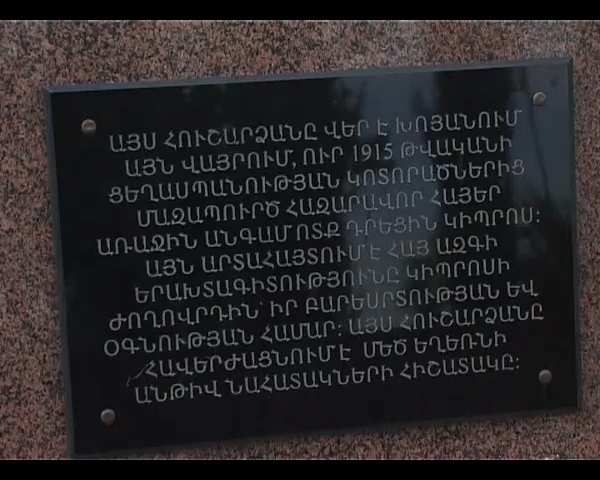 ԱՅՍ ՀՈՒՇԱՐՁԱՆԸ ՎԵՐ Է ԽՈՅԱՆՈՒՄ
ԱՅՆ ՎԱՅՐՈՒՄ, ՈՒՐ 1915 ԹՎԱԿԱՆԻ
ՑԵՂԱՍՊԱՆՈՒԹՅԱՆ ԿՈՏՈՐԱԾՆԵՐԻՑ
ՄԱԶԱՊՈՒՐԾ ՀԱԶԱՐԱՎՈՐ ՀԱՅԵՐ
ԱՌԱՋԻՆ ԱՆԳԱՄ ՈՏՔ ԴՐԵՑԻՆ ԿԻՊՐՈՍ:
ԱՅՆ ԱՐՏԱՀԱՅՏՈՒՄ Է ՀԱՅ ԱԶԳԻ
ԵՐԱԽՏԱԳԻՏՈՒԹՅՈՒՆԸ ԿԻՊՐՈՍԻ
ԺՈՂՈՎՐԴԻՆ՝ ԻՐ ԲԱՐԵՍՐՏՈՒԹՅԱՆ ԵՎ
ՕԳՆՈՒԹՅԱՆ ՀԱՄԱՐ: ԱՅՍ ՀՈՒՇԱՐՁԱՆԸ
ՀԱՎԵՐԺԱՑՆՈՒՄ Է ՄԵԾ ԵՂԵՌՆԻ
ԱՆԹԻՎ ՆԱՀԱՏԱԿՆԵՐԻ ՀԻՇԱՏԱԿԸ: